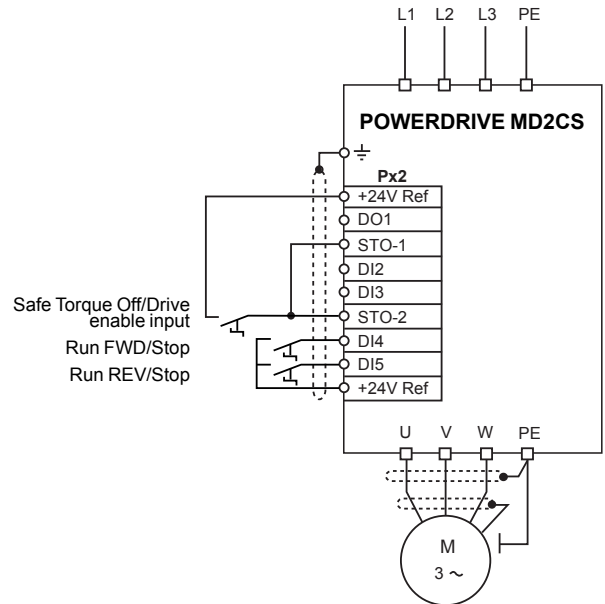 L1 L2 L3 PE
POWERDRIVE MD2CS
Px2
+24V Ref
DO1
STO-1
DI2
DI3
STO-2
DI4
DI5
+24V Ref
Safe Torque Off/Drive
enable input
Run FWD/Stop
Run REV/Stop
U V W PE
M
3 ~